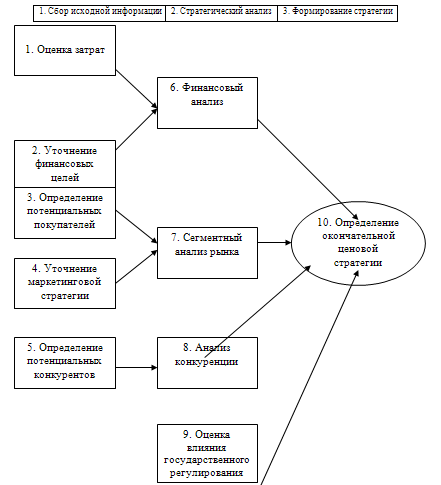 1. Сбор исходной информации 2. Стратегический анализ 3. Формирование стратегии
1. Оценка затрат
6. Финансовый
анализ
2. Уточнение
финансовых
целей
3. Определение
потенциальных
покупателей
7. Сегментный
анализ рынка
10. Определение
окончательной
ценовой
стратегии
4. Уточнение
маркетинговой
стратегии
5. Определение
потенциальных
конкурентов
8. Анализ
конкуренции
9. Оценка
влияния
государственного
регулирования